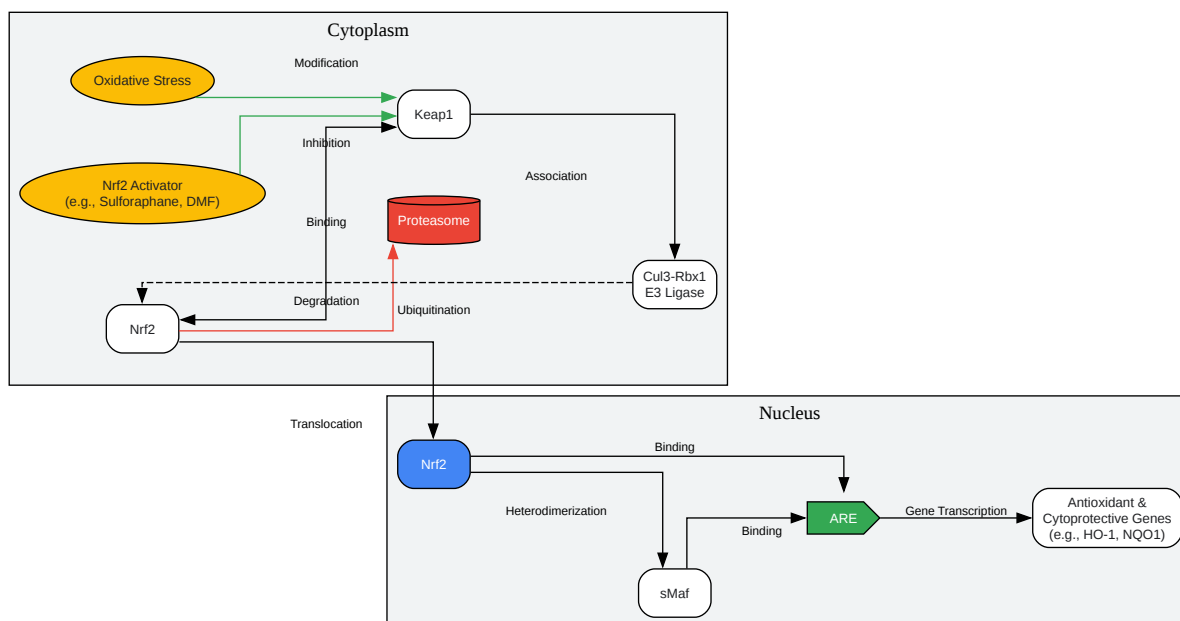 Cytoplasm
Modification
Oxidative Stress
Keap1
Inhibition
Nrf2 Activator
(e.g., Sulforaphane, DMF)
Association
Binding
Proteasome
Cul3-Rbx1
E3 Ligase
Degradation
Ubiquitination
Nrf2
Translocation
Nucleus
Nrf2
Binding
Heterodimerization
Binding
ARE
Gene Transcription
Antioxidant &
Cytoprotective Genes
(e.g., HO-1, NQO1)
sMaf